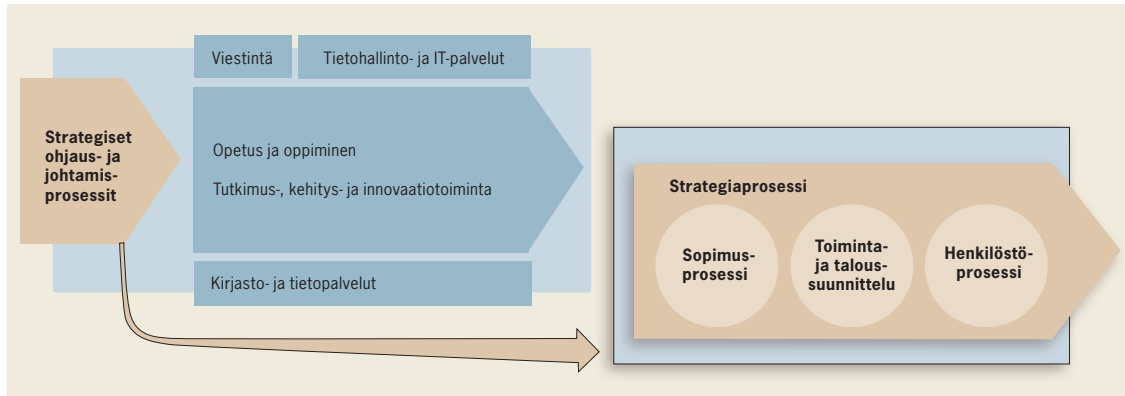 Viestintä
Tietohallinto- ja IT-palvelut
Strategiset
ohjaus- ja
johtamis-
prosessit
Opetus ja oppiminen
Tutkimus-, kehitys- ja innovaatiotoiminta
Kirjasto- ja tietopalvelut
Strategiaprosessi
Sopimus-
prosessi
Toiminta-
ja talous-
suunnittelu
Henkilöstö-
prosessi